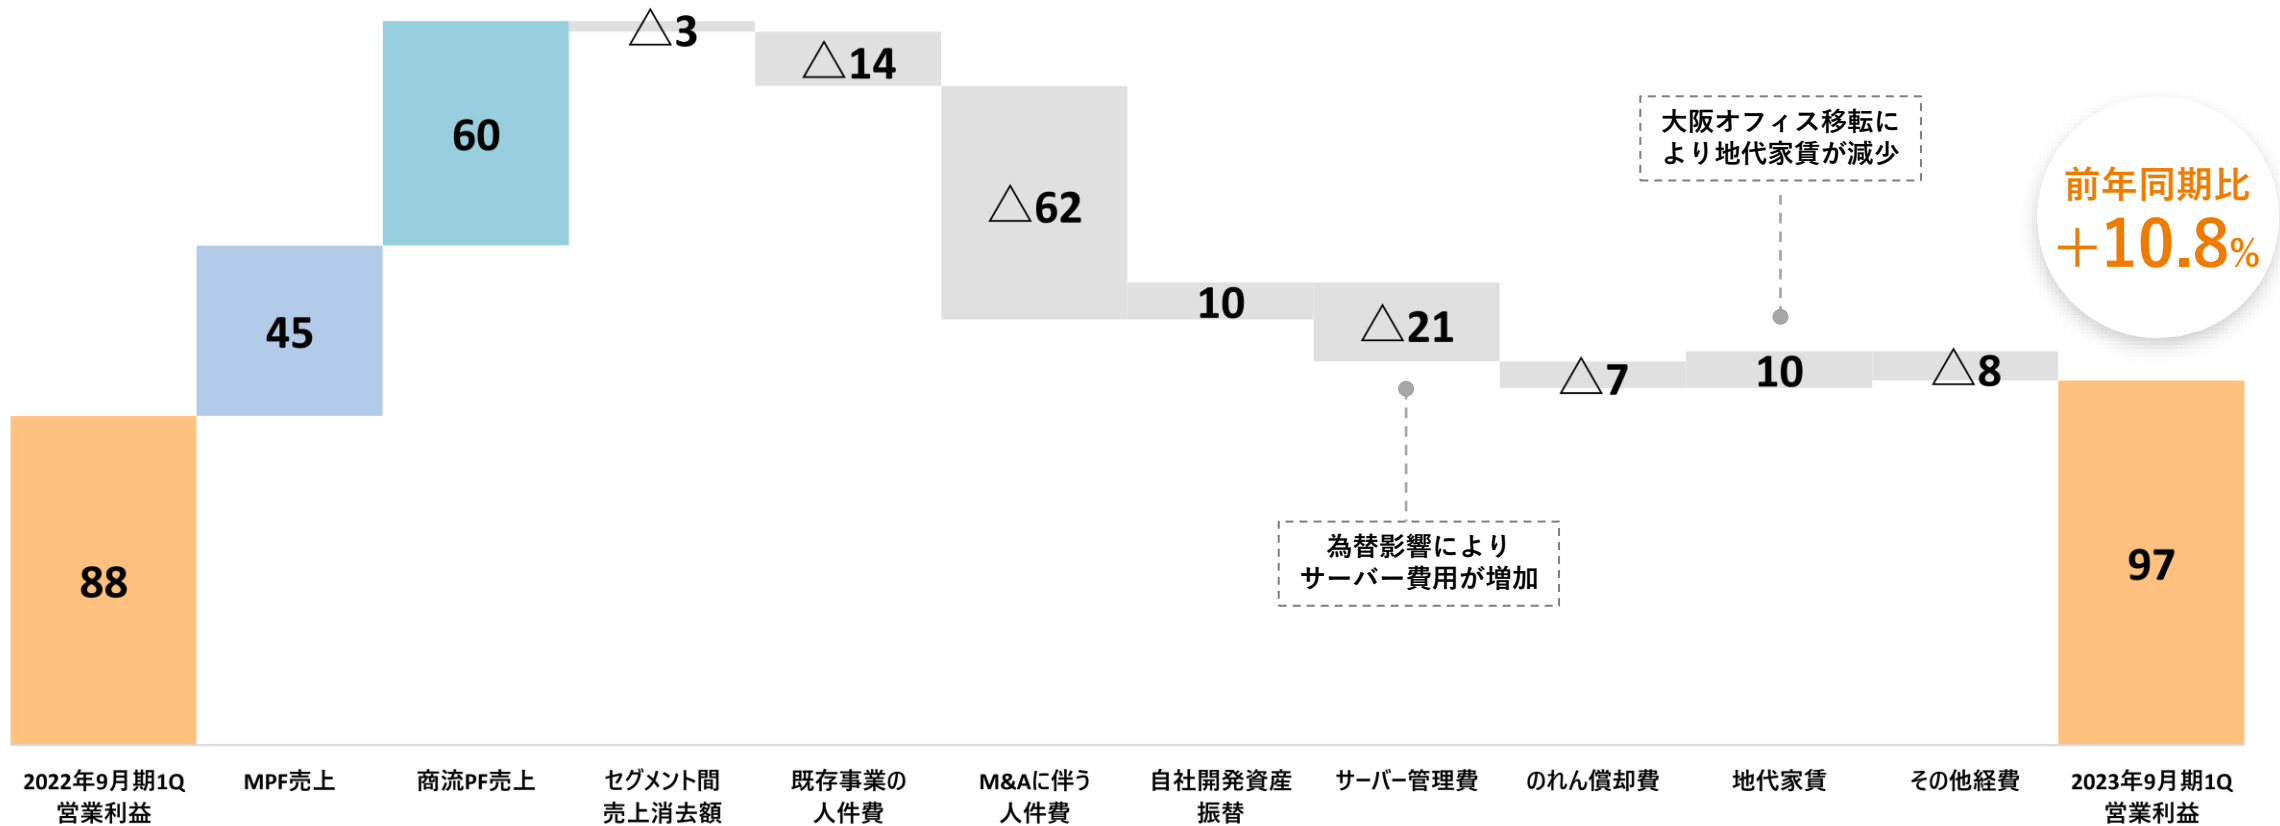 △3
△14
60
大阪オフィス移転に
より地代家賃が減少
前年同期比
+10.8%
△62
45
10
△21
△7
10
△8
為替影響により
サーバー費用が増加
88
97
2022年9月期1Q
営業利益
MPF売上
商流PF売上
セグメント間
売上消去額
既存事業の
人件費
M&Aに伴う
人件費
自社開発資産
振替
サーバー管理費
のれん償却費
地代家賃
その他経費
2023年9月期1Q
営業利益